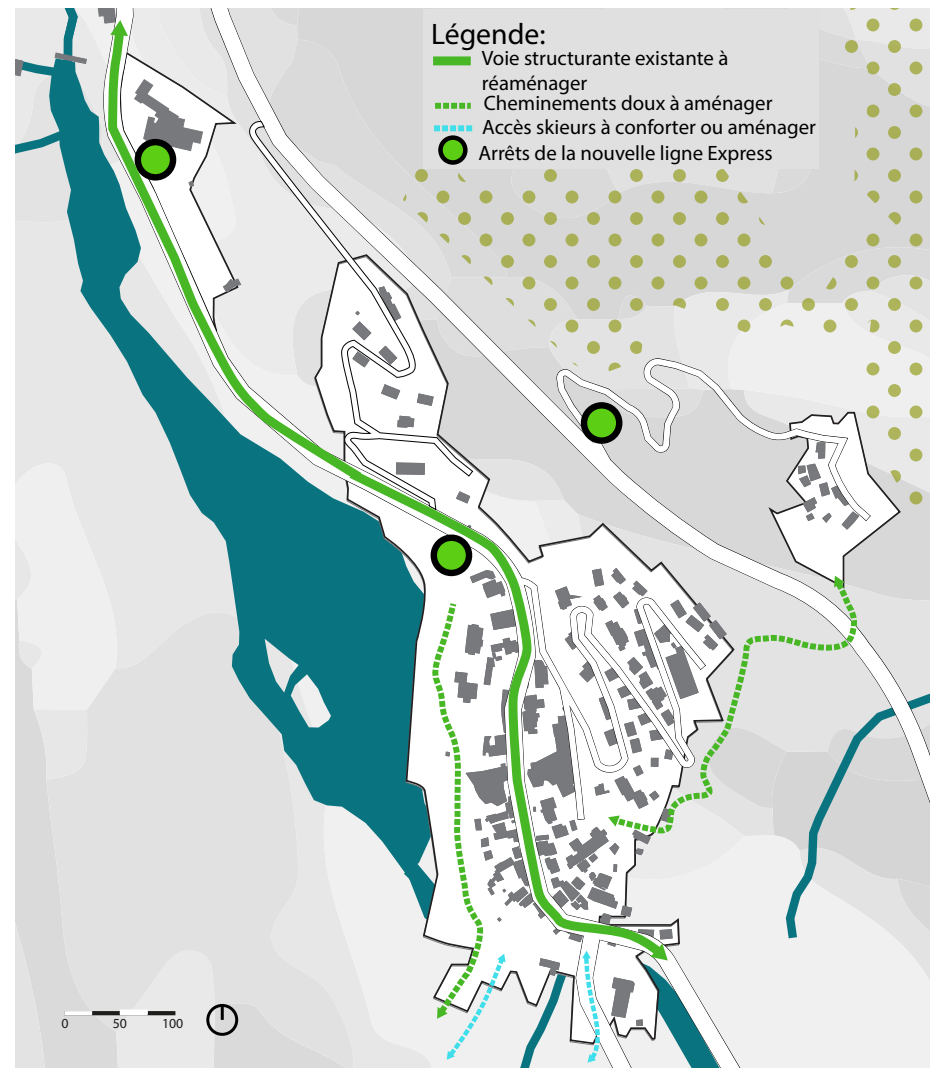 Légende:
Voie structurante existante à
réaménager
Cheminements doux à aménager
Accès skieurs à conforter ou aménager
Arrêts de la nouvelle ligne Express
0 50 100